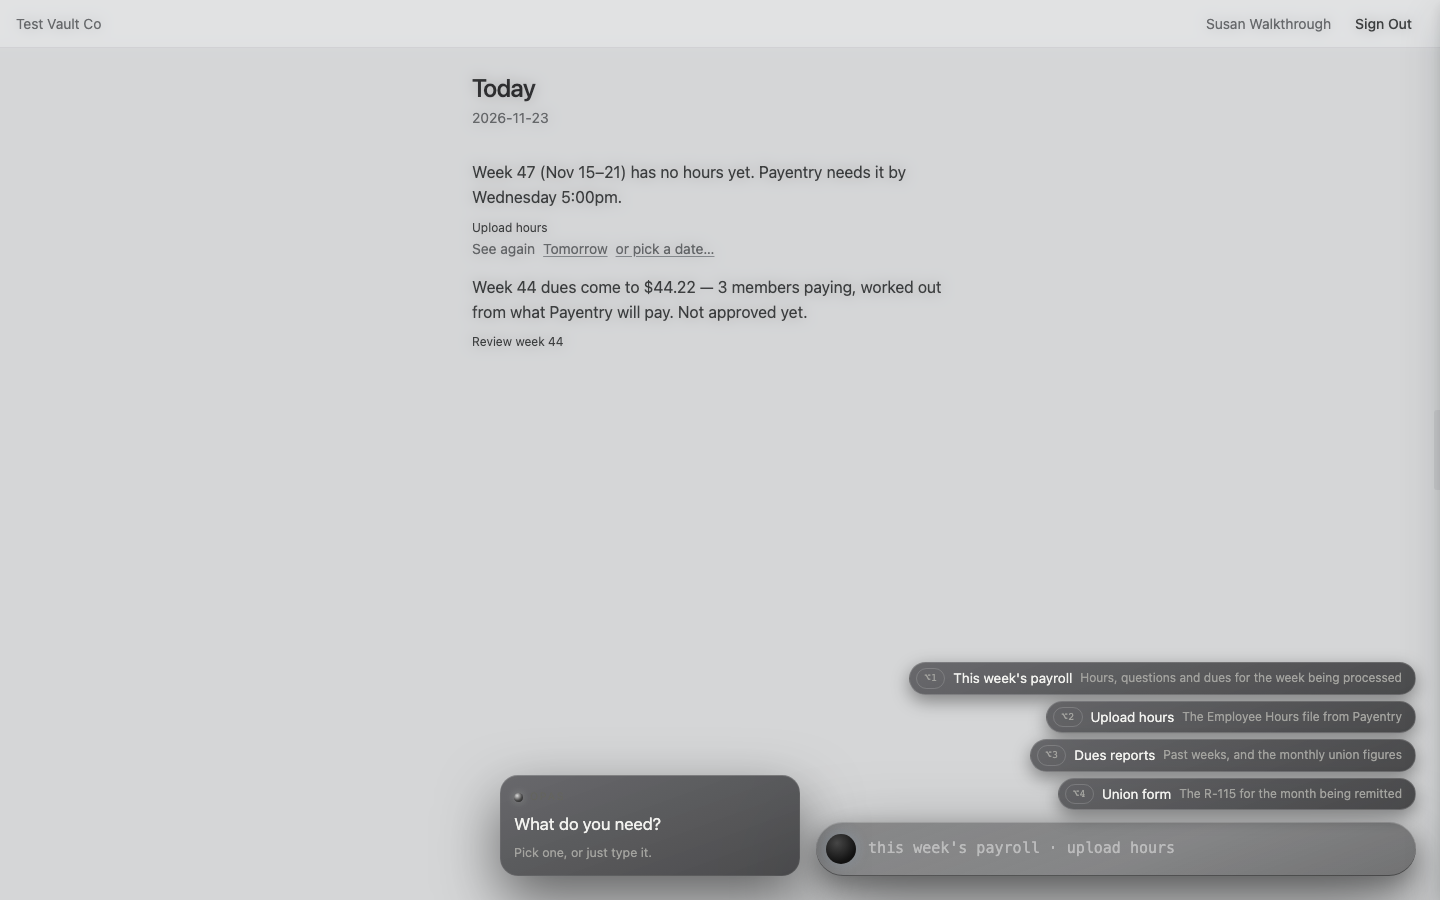 Test Vault Co
Susan Walkthrough
Sign Out
Today
2026-11-23
Week 47 (Nov 15–21) has no hours yet. Payentry needs it by
Wednesday 5:00pm.
Upload hours
See again Tomorrow or pick a date...
Week 44 dues come to $44.22 — 3 members paying, worked out
from what Payentry will pay. Not approved yet.
Review week 44
⌥1 This week's payroll Hours, questions and dues for the week being processed
⌥2 Upload hours The Employee Hours file from Payentry
⌥3 Dues reports Past weeks, and the monthly union figures
⌥4 Union form The R-115 for the month being remitted
What do you need?
Pick one, or just type it.
this week's payroll · upload hours